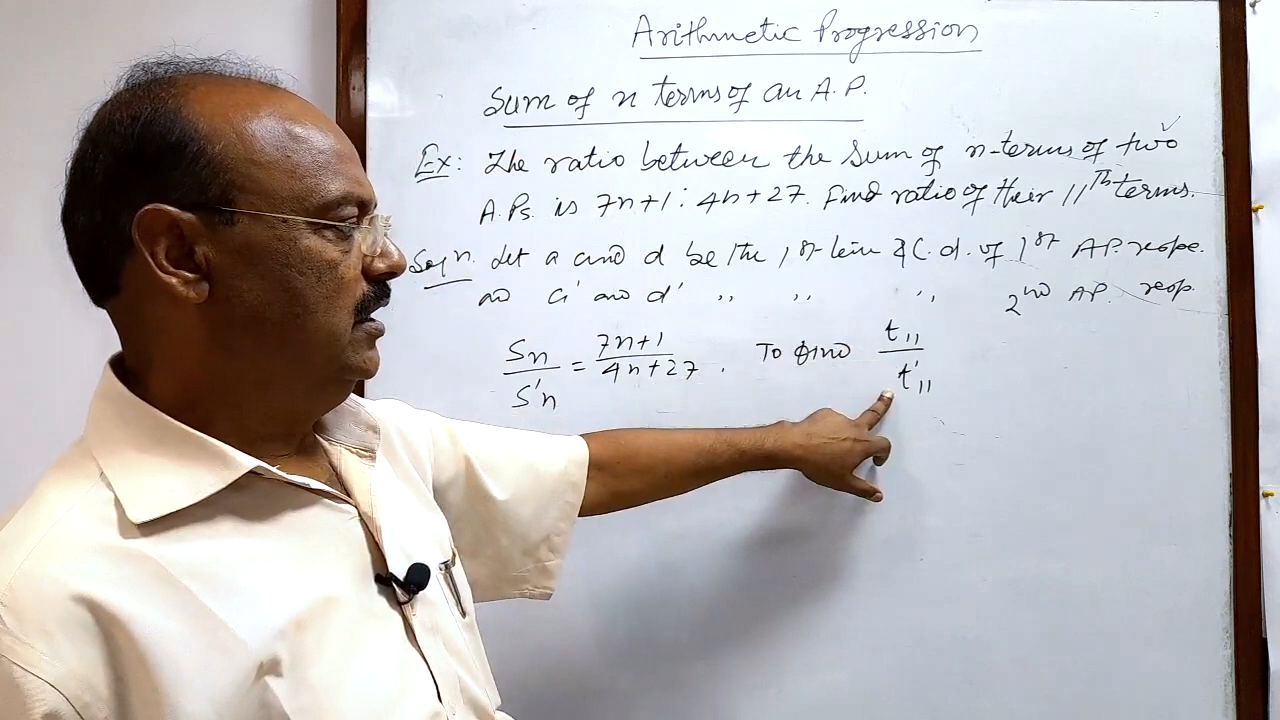 Arithmetic Progression
Sum of n terms of an A.P.
Ex: The ratio between the sum of n-terms of two
A.Ps. is 7n+1 : 4n+27. Find ratio of their 11th terms.
Solⁿ. Let a and d be the 1st term & C.d. of 1st A.P. respe.
and a' and d' ,, ,, ,, 2nd A.P. resp.
Sn/S'n = 7n+1/4n+27 . To find t11/t'11